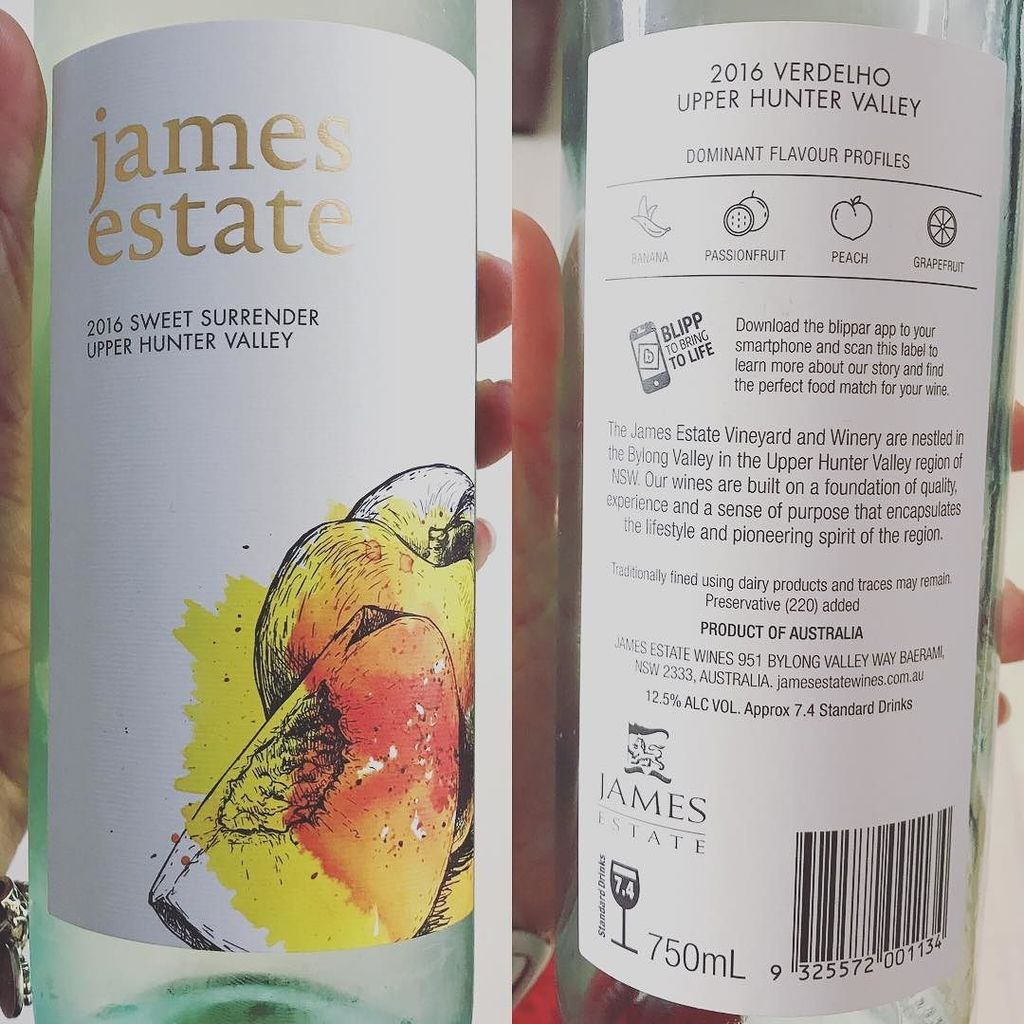 james
estate
2016 SWEET SURRENDER
UPPER HUNTER VALLEY
2016 VERDELHO
UPPER HUNTER VALLEY
DOMINANT FLAVOUR PROFILES
BANANA PASSIONFRUIT PEACH GRAPEFRUIT
b
BLIPP
TO BRING
TO LIFE
Download the blippar app to your
smartphone and scan this label to
learn more about our story and find
the perfect food match for your wine.
The James Estate Vineyard and Winery are nestled in
the Bylong Valley in the Upper Hunter Valley region of
NSW. Our wines are built on a foundation of quality,
experience and a sense of purpose that encapsulates
the lifestyle and pioneering spirit of the region.
Traditionally fined using dairy products and traces may remain.
Preservative (220) added
PRODUCT OF AUSTRALIA
JAMES ESTATE WINES 951 BYLONG VALLEY WAY BAERAMI,
NSW 2333, AUSTRALIA. jamesestatewines.com.au
12.5% ALC VOL. Approx 7.4 Standard Drinks
JAMES
ESTATE
Standard Drinks
7.4
750mL
9 325572 001134